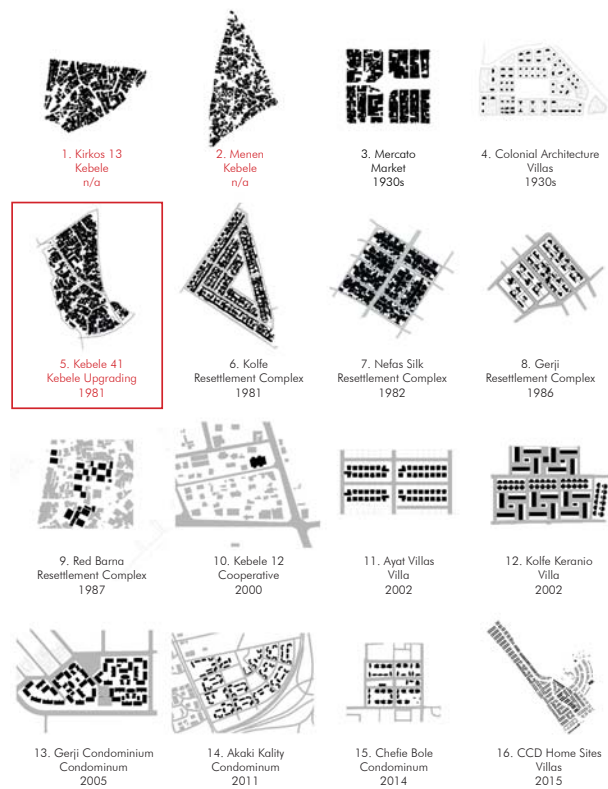 1. Kirkos 13
Kebele
n/a
2. Menen
Kebele
n/a
3. Mercato
Market
1930s
4. Colonial Architecture
Villas
1930s
5. Kebele 41
Kebele Upgrading
1981
6. Kolfe
Resettlement Complex
1981
7. Nefas Silk
Resettlement Complex
1982
8. Gerji
Resettlement Complex
1986
9. Red Barna
Resettlement Complex
1987
10. Kebele 12
Cooperative
2000
11. Ayat Villas
Villa
2002
12. Kolfe Keranio
Villa
2002
13. Gerji Condominium
Condominum
2005
14. Akaki Kality
Condominum
2011
15. Chefie Bole
Condominum
2014
16. CCD Home Sites
Villas
2015